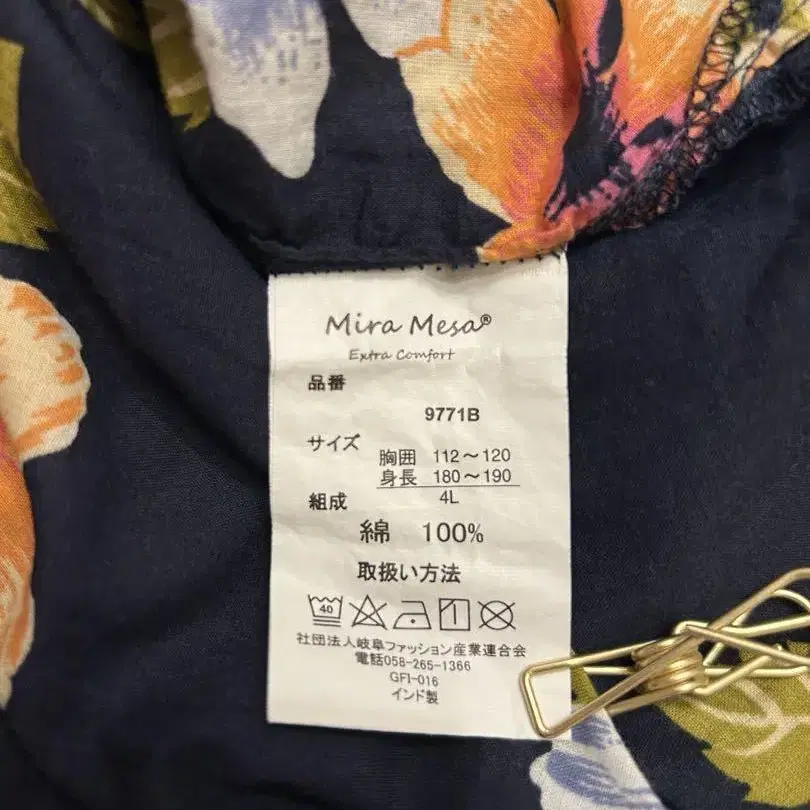 Mira Mesa®
Extra Comfort
品番
9771B
サイズ
胸囲 112～120
身長 180～190
4L
組成
綿 100%
取扱い方法
40
社団法人岐阜ファッション産業連合会
電話058-265-1366
GFI-016
インド製